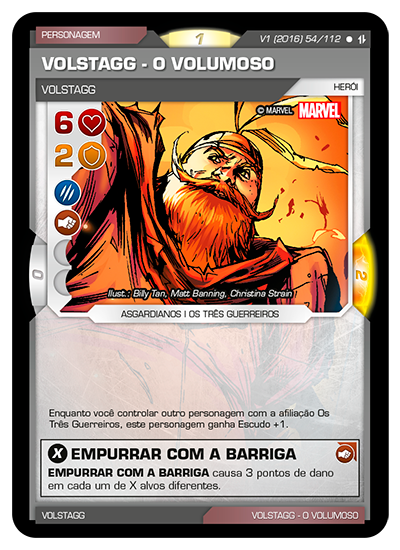 PERSONAGEM
1
V1 (2016) 54/112
VOLSTAGG - O VOLUMOSO
VOLSTAGG
HERÓI
© MARVEL MARVEL
6
2
Illust.: Billy Tan, Matt Banning, Christina Strain
0
2
ASGARDIANOS | OS TRÊS GUERREIROS
Enquanto você controlar outro personagem com a afiliação Os
Três Guerreiros, este personagem ganha Escudo +1.
X EMPURRAR COM A BARRIGA
EMPURRAR COM A BARRIGA causa 3 pontos de dano
em cada um de X alvos diferentes.
VOLSTAGG
VOLSTAGG - O VOLUMOSO